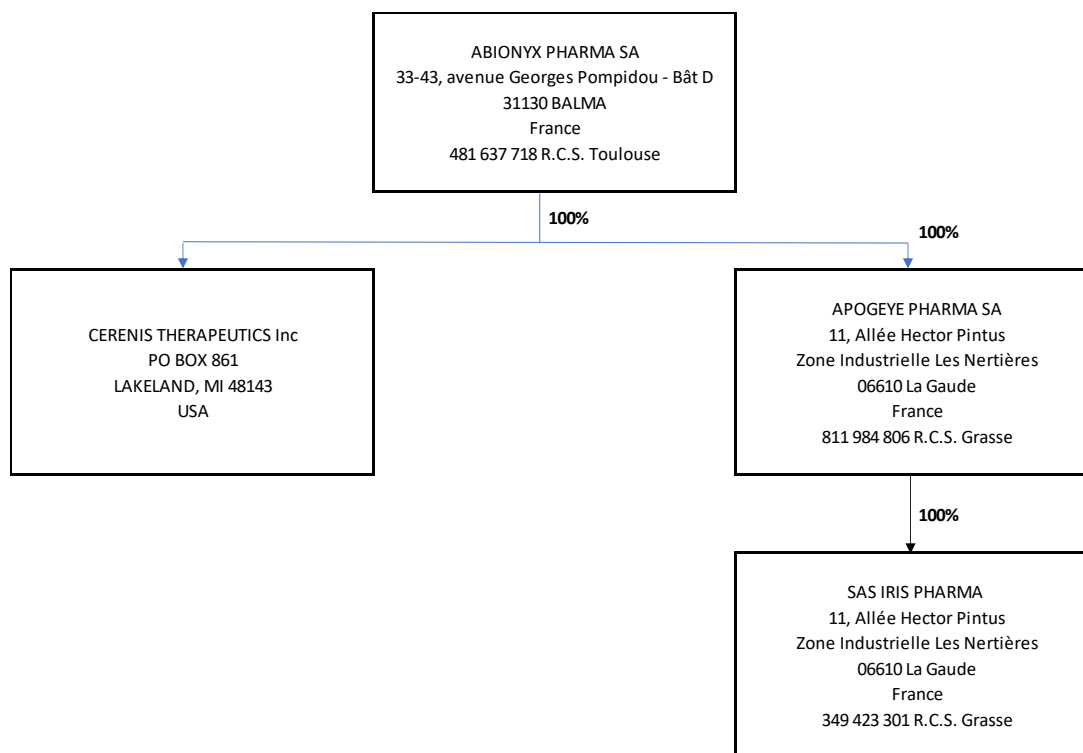 ABIONYX PHARMA SA
33-43, avenue Georges Pompidou - Bât D
31130 BALMA
France
481 637 718 R.C.S. Toulouse
100%
100%
CERENIS THERAPEUTICS Inc
PO BOX 861
LAKELAND, MI 48143
USA
APOGEYE PHARMA SA
11, Allée Hector Pintus
Zone Industrielle Les Nertières
06610 La Gaude
France
811 984 806 R.C.S. Grasse
100%
SAS IRIS PHARMA
11, Allée Hector Pintus
Zone Industrielle Les Nertières
06610 La Gaude
France
349 423 301 R.C.S. Grasse